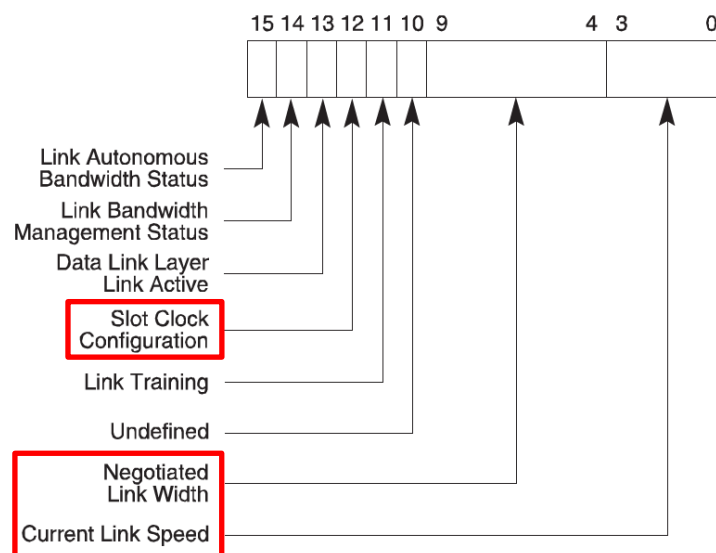 15 14 13 12 11 10 9 4 3 0
Link Autonomous
Bandwidth Status
Link Bandwidth
Management Status
Data Link Layer
Link Active
Slot Clock
Configuration
Link Training
Undefined
Negotiated
Link Width
Current Link Speed